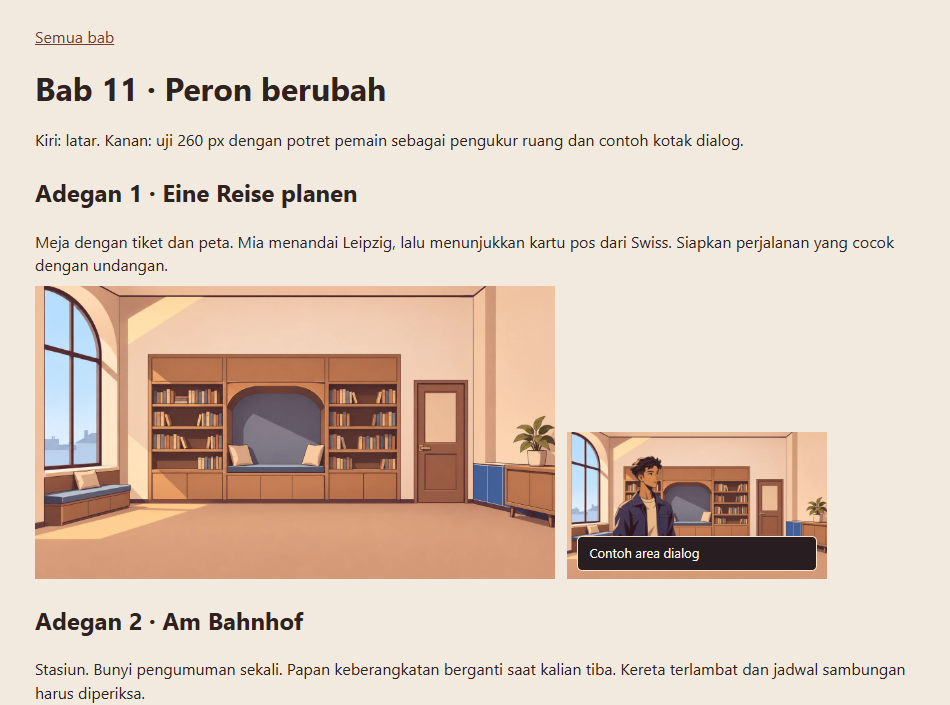 Semua bab
Bab 11 · Peron berubah
Kiri: latar. Kanan: uji 260 px dengan potret pemain sebagai pengukur ruang dan contoh kotak dialog.
Adegan 1 · Eine Reise planen
Meja dengan tiket dan peta. Mia menandai Leipzig, lalu menunjukkan kartu pos dari Swiss. Siapkan perjalanan yang cocok
dengan undangan.
Contoh area dialog
Adegan 2 · Am Bahnhof
Stasiun. Bunyi pengumuman sekali. Papan keberangkatan berganti saat kalian tiba. Kereta terlambat dan jadwal sambungan
harus diperiksa.